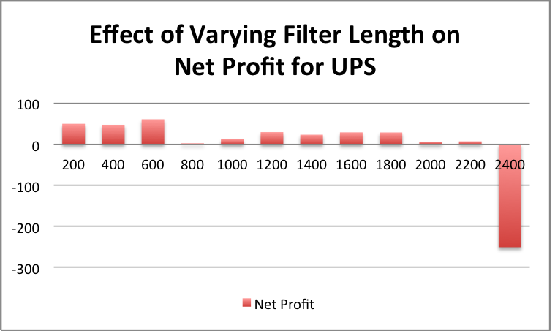 Effect of Varying Filter Length on
Net Profit for UPS
100
0
200 400 600 800 1000 1200 1400 1600 1800 2000 2200 2400
-100
-200
-300
Net Profit